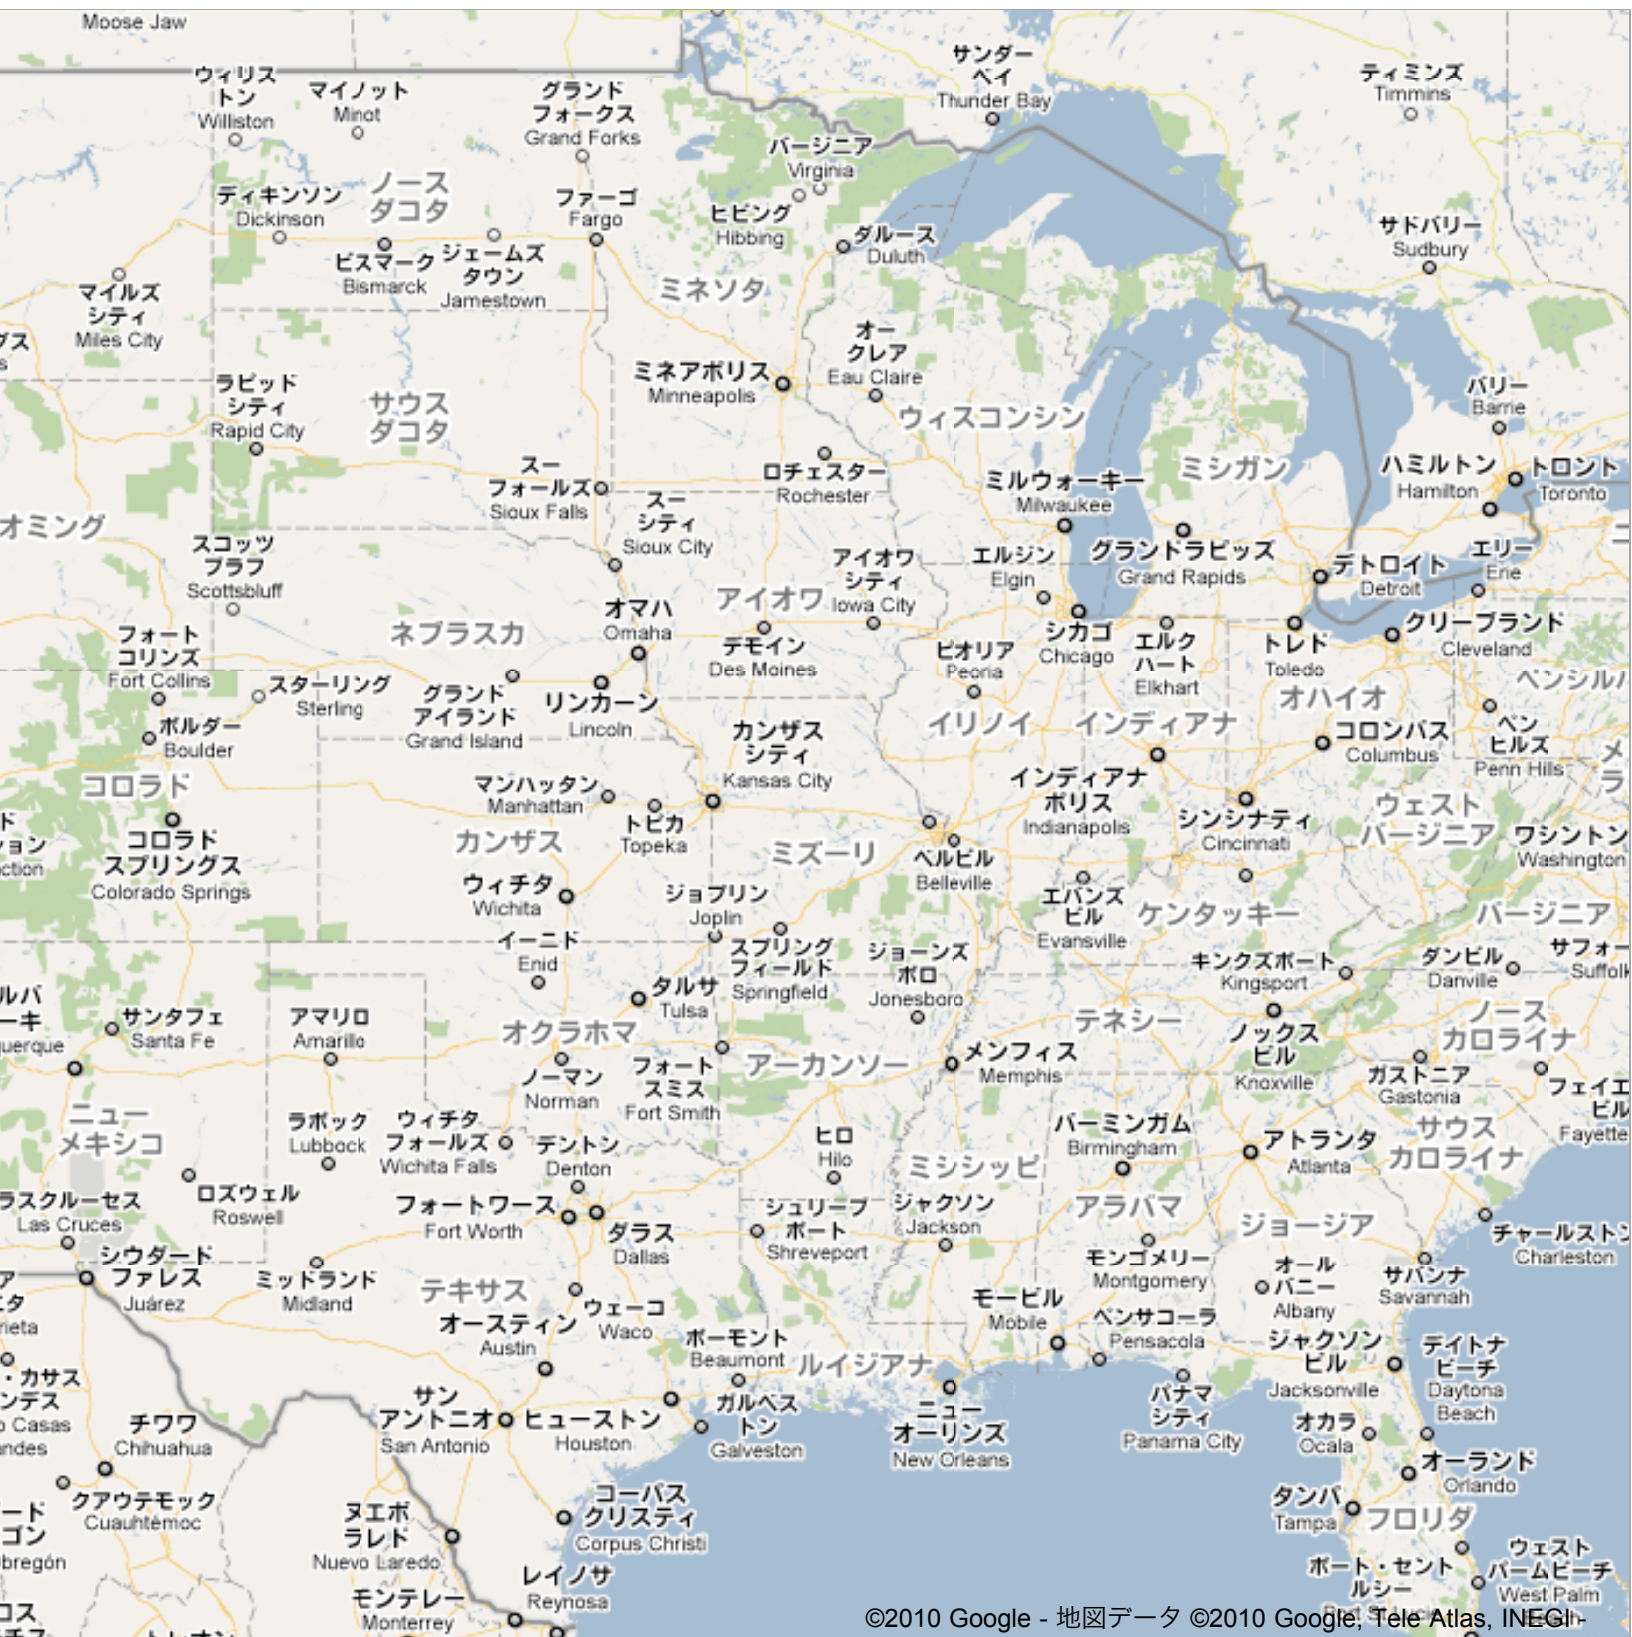 Moose Jaw
ウィリス
トン
Williston
マイノット
Minot
グランド
フォークス
Grand Forks
サンダー
ベイ
Thunder Bay
ティミンズ
Timmins
バージニア
Virginia
ディキンソン
Dickinson
ノース
ダコタ
ファーゴ
Fargo
ヒビング
Hibbing
ダルース
Duluth
サドバリー
Sudbury
ビスマーク
Bismarck
ジェームズ
タウン
Jamestown
ミネソタ
マイルズ
シティ
Miles City
オー
クレア
Eau Claire
ミネアポリス
Minneapolis
ラピッド
シティ
Rapid City
サウス
ダコタ
ウィスコンシン
バリー
Barrie
スー
フォールズ
Sioux Falls
ロチェスター
Rochester
ミルウォーキー
Milwaukee
ミシガン
ハミルトン
Hamilton
トロント
Toronto
オミング
スー
シティ
Sioux City
スコッツ
ブラフ
Scottsbluff
アイオワ
シティ
Iowa City
エルジン
Elgin
グランドラピッズ
Grand Rapids
デトロイト
Detroit
エリー
Erie
オマハ
Omaha
アイオワ
ネブラスカ
デモイン
Des Moines
ピオリア
Peoria
シカゴ
Chicago
エルク
ハート
Elkhart
トレド
Toledo
クリーブランド
Cleveland
フォート
コリンズ
Fort Collins
スターリング
Sterling
グランド
アイランド
Grand Island
リンカーン
Lincoln
オハイオ
ペンシルバ
ボルダー
Boulder
カンザス
シティ
Kansas City
イリノイ
インディアナ
コロンバス
Columbus
ペン
ヒルズ
Penn Hills
メ
ラ
コロラド
マンハッタン
Manhattan
インディアナ
ポリス
Indianapolis
シンシナティ
Cincinnati
ウェスト
バージニア
ワシントン
Washington
コロラド
スプリングス
Colorado Springs
トピカ
Topeka
カンザス
ミズーリ
ベルビル
Belleville
ction
ウィチタ
Wichita
ジョプリン
Joplin
エバンズ
ビル
Evansville
ケンタッキー
バージニア
イーニド
Enid
スプリング
フィールド
Springfield
ジョーンズ
ボロ
Jonesboro
キングズポート
Kingsport
ダンビル
Danville
サフォー
Suffolk
タルサ
Tulsa
ルバ
ーキ
uerque
サンタフェ
Santa Fe
アマリロ
Amarillo
オクラホマ
テネシー
ノックス
ビル
Knoxville
ノース
カロライナ
ノーマン
Norman
フォート
スミス
Fort Smith
アーカンソー
メンフィス
Memphis
ガストニア
Gastonia
フェイエ
ビル
Fayette
ニュー
メキシコ
ラボック
Lubbock
ウィチタ
フォールズ
Wichita Falls
デントン
Denton
ヒロ
Hilo
バーミンガム
Birmingham
アトランタ
Atlanta
サウス
カロライナ
ミシシッピ
ラスクルーセス
Las Cruces
ロズウェル
Roswell
フォートワース
Fort Worth
ダラス
Dallas
シュリーブ
ポート
Shreveport
ジャクソン
Jackson
アラバマ
ジョージア
チャールストン
Charleston
シウダード
ファレス
Juárez
ミッドランド
Midland
テキサス
ウェーコ
Waco
モンゴメリー
Montgomery
オール
バニー
Albany
サバンナ
Savannah
オースティン
Austin
モービル
Mobile
ペンサコーラ
Pensacola
ボーモント
Beaumont
ルイジアナ
ジャクソン
ビル
Jacksonville
デイトナ
ビーチ
Daytona
Beach
rieta
・カサス
ンデス
Casas
andes
チワワ
Chihuahua
サン
アントニオ
San Antonio
ヒューストン
Houston
ガルベス
トン
Galveston
ニュー
オーリンズ
New Orleans
パナマ
シティ
Panama City
オカラ
Ocala
オーランド
Orlando
クアウテモック
Cuauhtémoc
コーパス
クリスティ
Corpus Christi
タンパ
Tampa
フロリダ
ード
ゴン
bregón
ヌエボ
ラレド
Nuevo Laredo
レイノサ
Reynosa
モンテレー
Monterrey
ポート・セント
ルシー
ウェスト
パームビーチ
West Palm
©2010 Google - 地図データ ©2010 Google, Tele Atlas, INEGI -